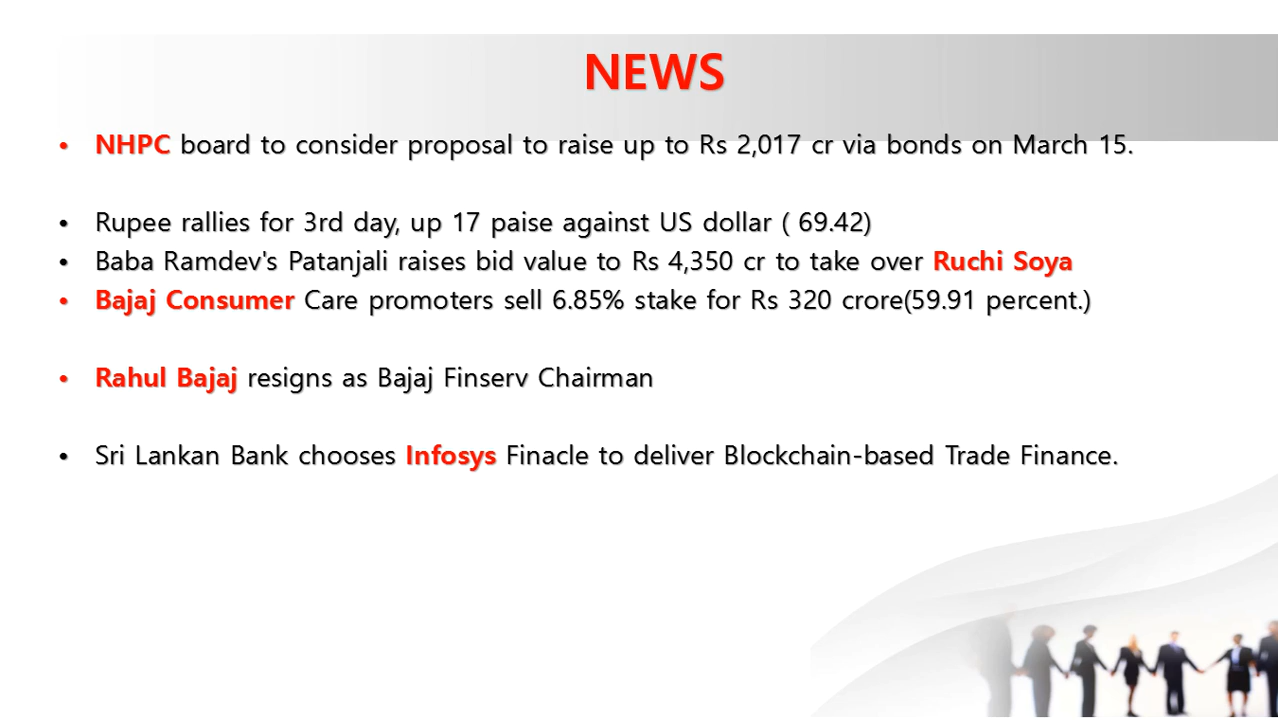 NEWS
• NHPC board to consider proposal to raise up to Rs 2,017 cr via bonds on March 15.
• Rupee rallies for 3rd day, up 17 paise against US dollar ( 69.42)
• Baba Ramdev's Patanjali raises bid value to Rs 4,350 cr to take over Ruchi Soya
• Bajaj Consumer Care promoters sell 6.85% stake for Rs 320 crore(59.91 percent.)
• Rahul Bajaj resigns as Bajaj Finserv Chairman
• Sri Lankan Bank chooses Infosys Finacle to deliver Blockchain-based Trade Finance.